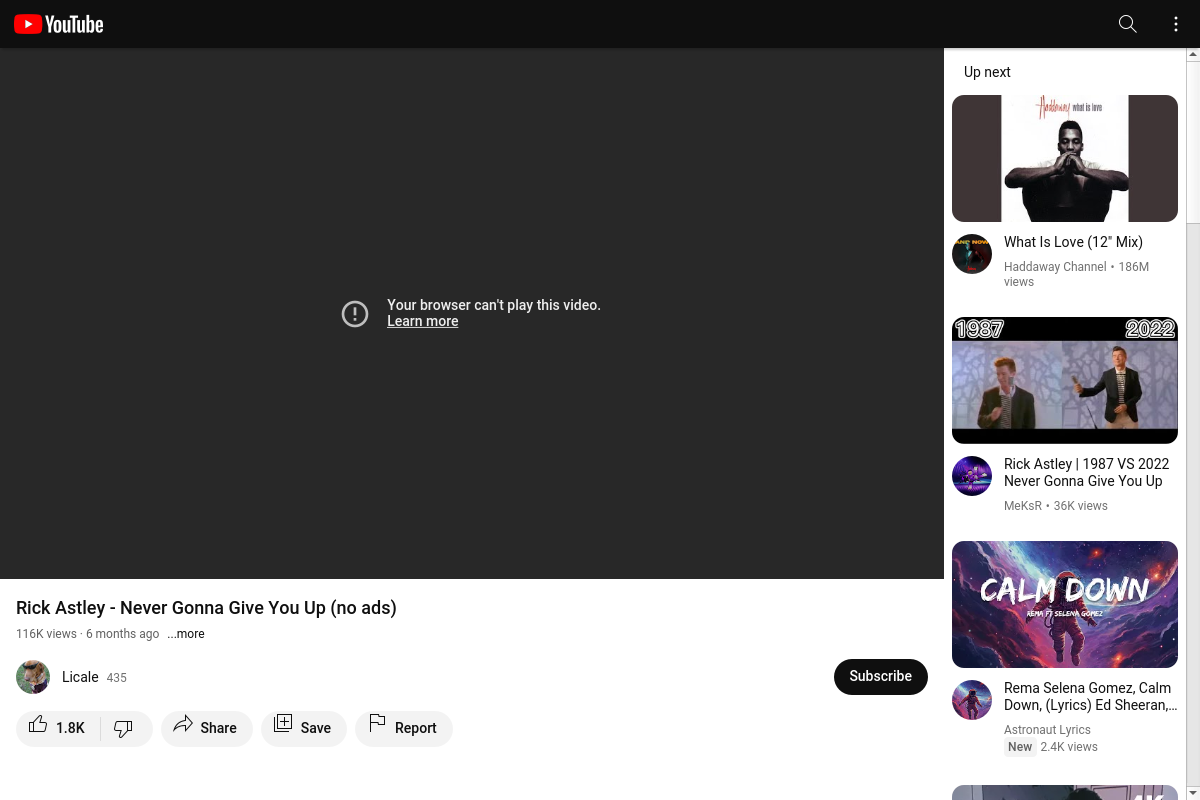 YouTube
Your browser can't play this video.
Learn more
Rick Astley - Never Gonna Give You Up (no ads)
116K views · 6 months ago ...more
Licale 435
Subscribe
1.8K
Share
Save
Report
Up next
Haddaway what is love
AND NOW
What Is Love (12" Mix)
Haddaway Channel • 186M
views
1987 2022
Rick Astley | 1987 VS 2022
Never Gonna Give You Up
MeKsR • 36K views
CALM DOWN
REMA FT SELENA GOMEZ
Rema Selena Gomez, Calm
Down, (Lyrics) Ed Sheeran,...
Astronaut Lyrics
New 2.4K views